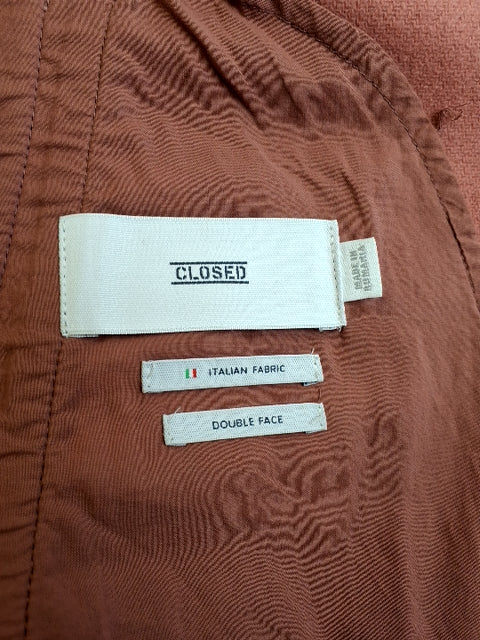 CLOSED
MADE IN
ROMANIA
ITALIAN FABRIC
DOUBLE FACE